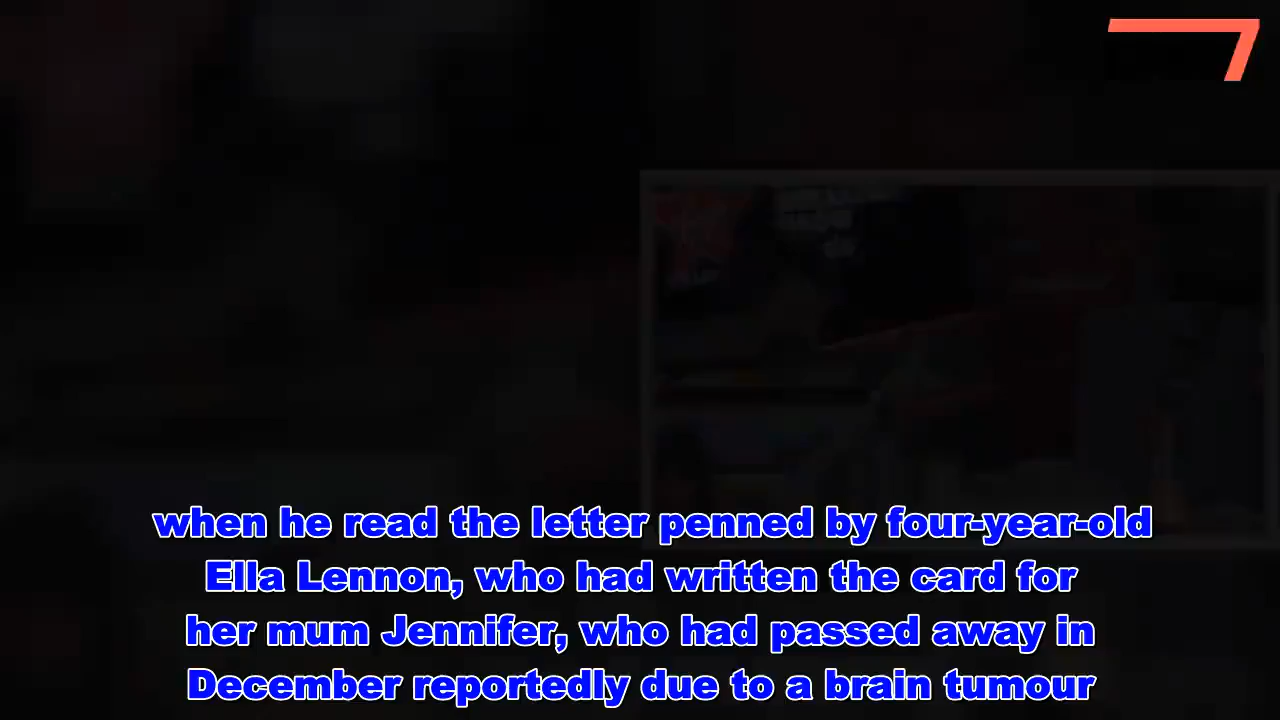 when he read the letter penned by four-year-old
Ella Lennon, who had written the card for
her mum Jennifer, who had passed away in
December reportedly due to a brain tumour